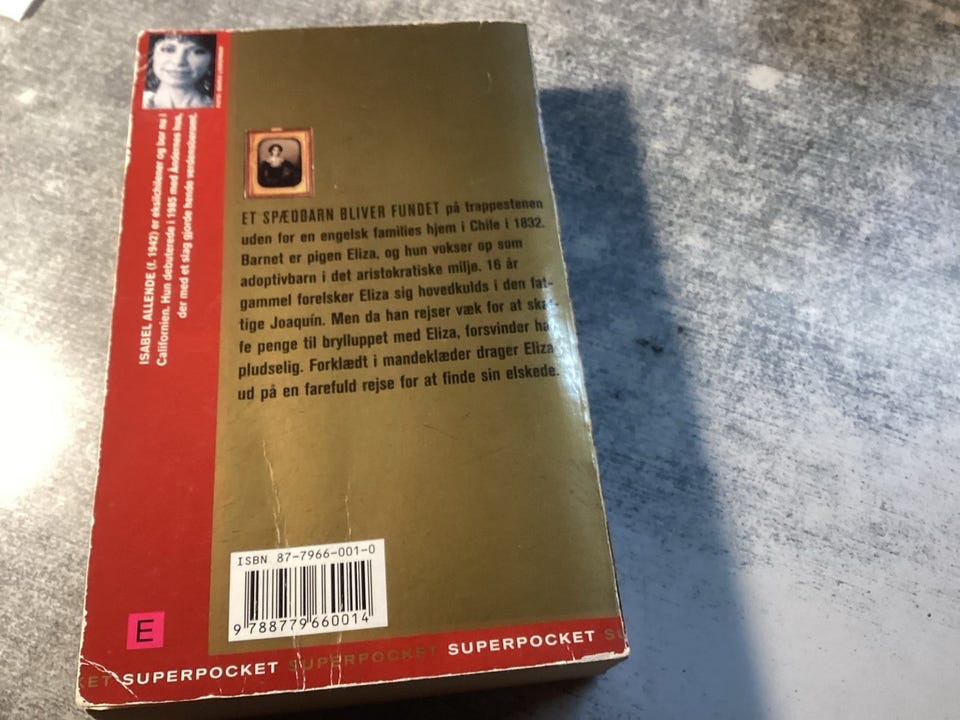 ET SPÆDBARN BLIVER FUNDET på trappestenen
uden for en engelsk families hjem i Chile i 1832.
Barnet er pigen Eliza, og hun vokser op som
adoptivbarn i det aristokratiske miljø. 16 år
gammel forelsker Eliza sig hovedkulds i den fat-
tige Joaquín. Men da han rejser væk for at skaf-
fe penge til brylluppet med Eliza, forsvinder han
pludselig. Forklædt i mandeklæder drager Eliza
ud på en farefuld rejse for at finde sin elskede.
ISABEL ALLENDE (f. 1942) er eksilchilener og bor nu i
Californien. Hun debuterede i 1985 med Åndernes hus,
der med et slag gjorde hende verdensberømt.
ISBN 87-7966-001-0
9 788779 660014
E
ET SUPERPOCKET SUPERPOCKET SUPERPOCKET SU